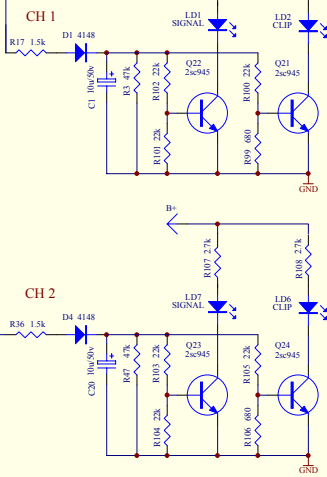 CH 1
LD1
SIGNAL
LD2
CLIP
R17 1.5k
D1 4148
C1 10u/50v
R3 47k
R102 22k
R101 22k
Q22
2sc945
R100 22k
R99 680
Q21
2sc945
GND
B+
R107 2.7k
R108 2.7k
CH 2
LD7
SIGNAL
LD6
CLIP
R36 1.5k
D4 4148
C20 10u/50v
R47 47k
R103 22k
R104 22k
Q23
2sc945
R105 22k
R106 680
Q24
2sc945
GND